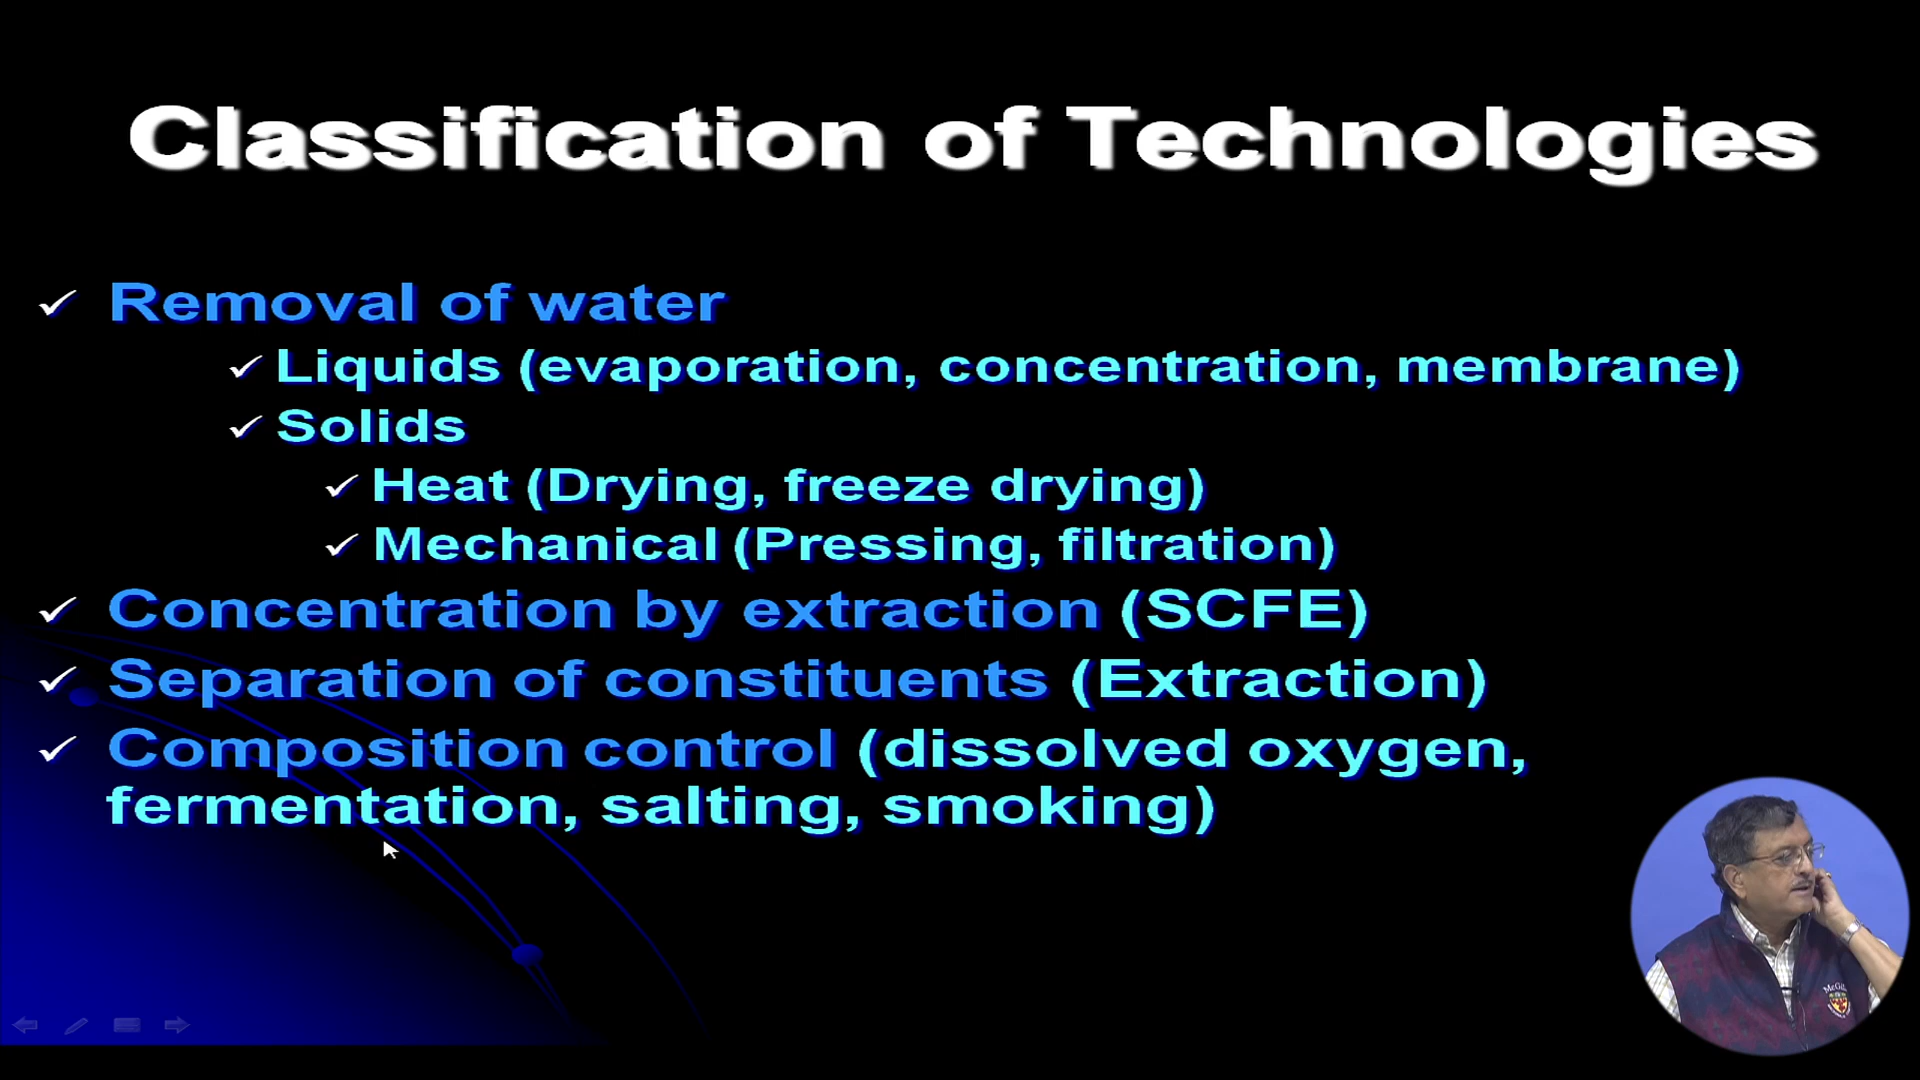 Classification of Technologies
Removal of water
Liquids (evaporation, concentration, membrane)
Solids
Heat (Drying, freeze drying)
Mechanical (Pressing, filtration)
Concentration by extraction (SCFE)
Separation of constituents (Extraction)
Composition control (dissolved oxygen,
fermentation, salting, smoking)